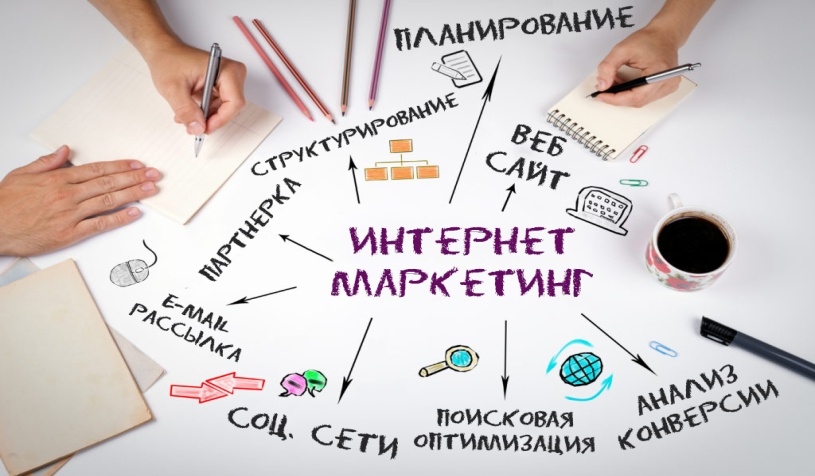 ПЛАНИРОВАНИЕ
СТРУКТУРИРОВАНИЕ
ВЕБ
САЙТ
ПАРТНЕРКА
ИНТЕРНЕТ
МАРКЕТИНГ
E-MAIL
РАССЫЛКА
СОЦ. СЕТИ
ПОИСКОВАЯ
ОПТИМИЗАЦИЯ
АНАЛИЗ
КОНВЕРСИИ